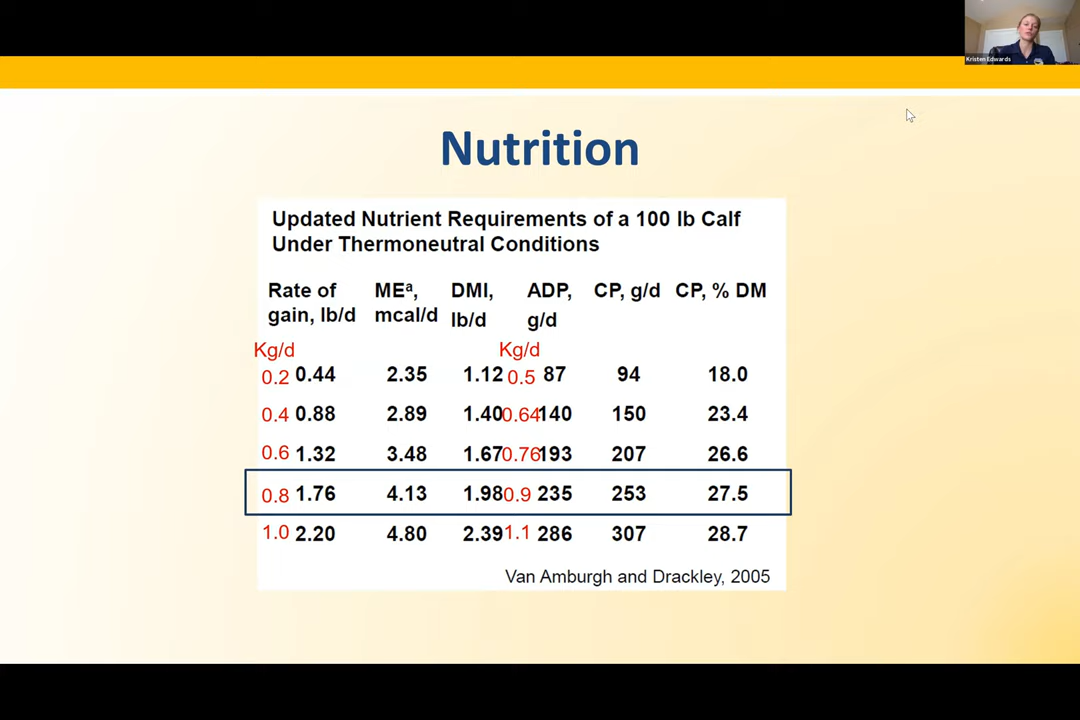 Kristen Edwards
Nutrition
Updated Nutrient Requirements of a 100 lb Calf
Under Thermoneutral Conditions
Rate of gain, lb/d MEᵃ, mcal/d DMI, lb/d ADP, g/d CP, g/d CP, % DM
Kg/d Kg/d
0.2 0.44 2.35 1.12 0.5 87 94 18.0
0.4 0.88 2.89 1.40 0.64 140 150 23.4
0.6 1.32 3.48 1.67 0.76 193 207 26.6
0.8 1.76 4.13 1.98 0.9 235 253 27.5
1.0 2.20 4.80 2.39 1.1 286 307 28.7
Van Amburgh and Drackley, 2005